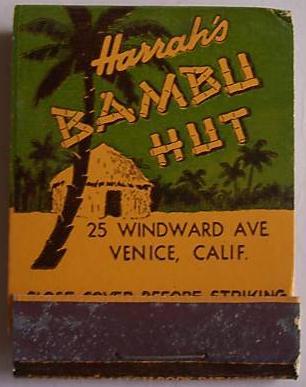 Harrah's
BAMBU
HUT
25 WINDWARD AVE
VENICE, CALIF.
CLOSE COVER BEFORE STRIKING